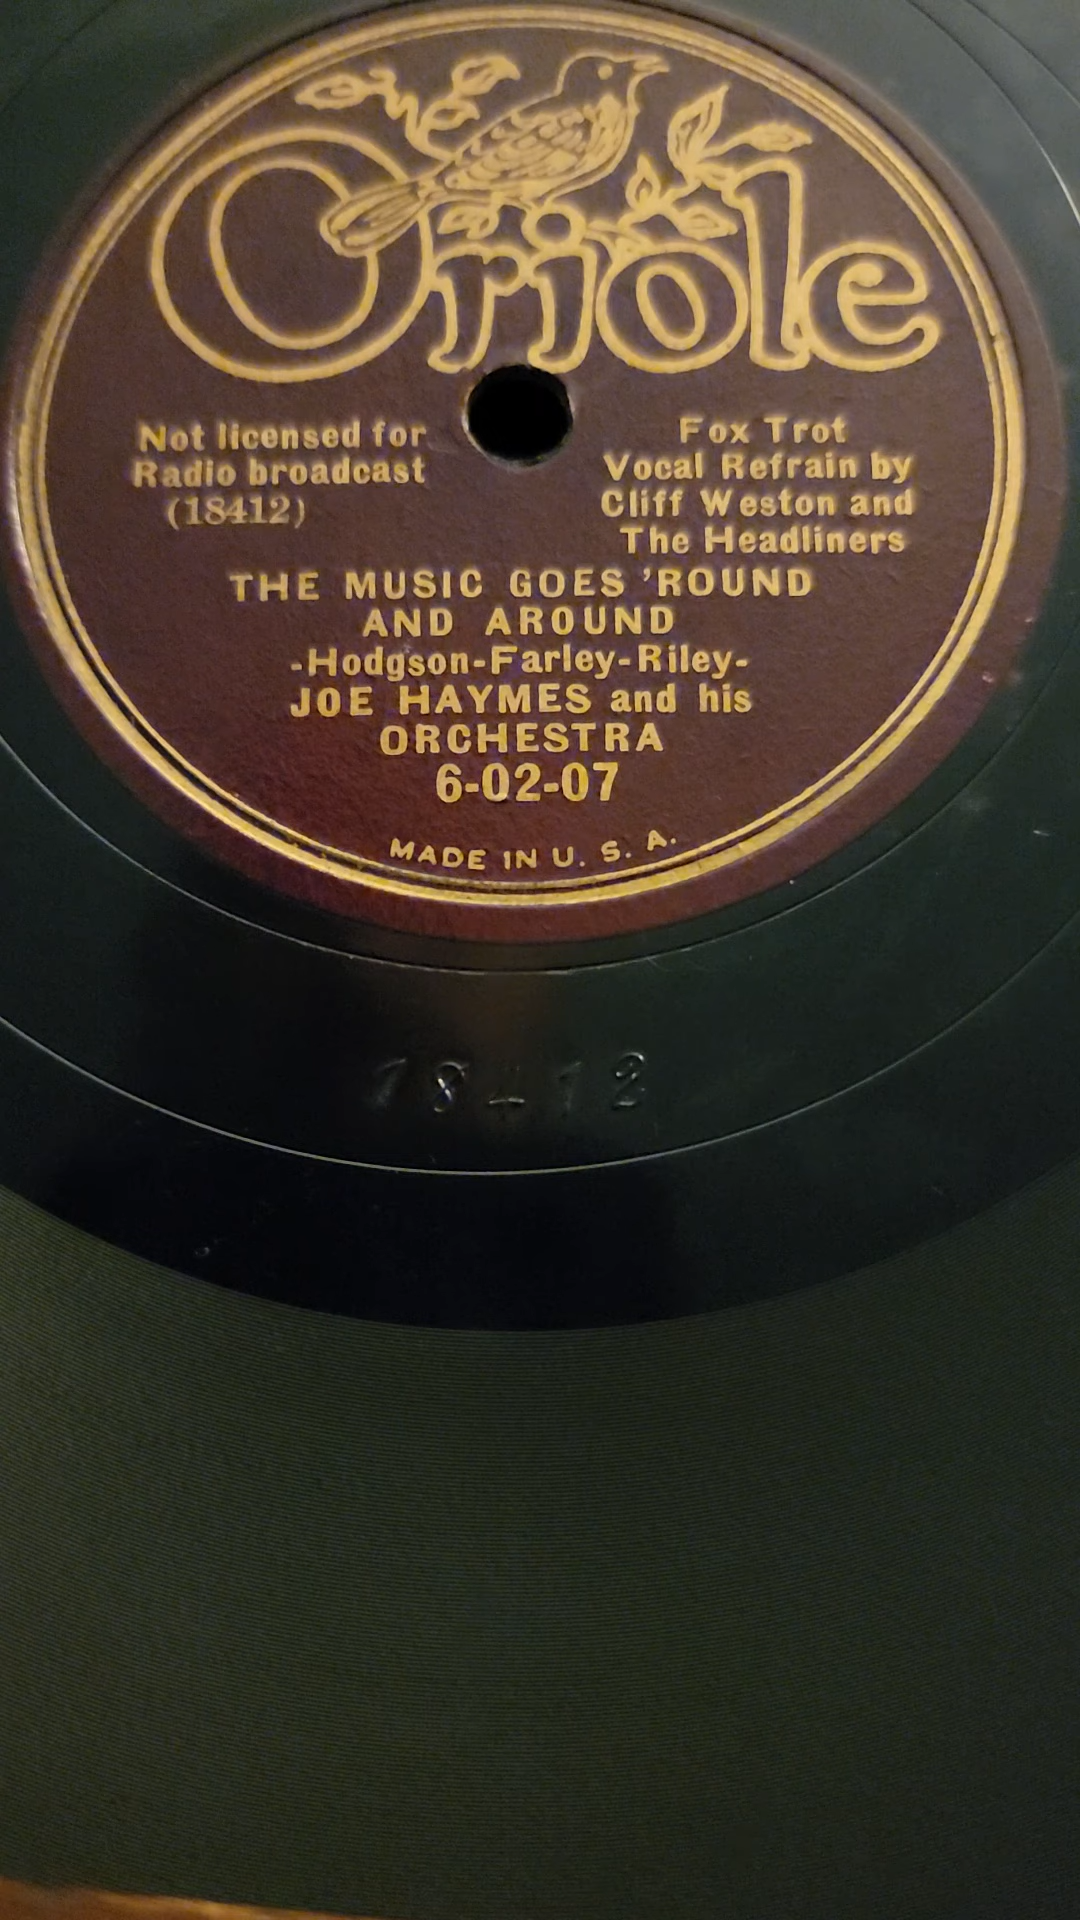 Oriole
Not licensed for
Radio broadcast
(18412)
Fox Trot
Vocal Refrain by
Cliff Weston and
The Headliners
THE MUSIC GOES 'ROUND
AND AROUND
-Hodgson-Farley-Riley-
JOE HAYMES and his
ORCHESTRA
6-02-07
MADE IN U. S. A.
18412